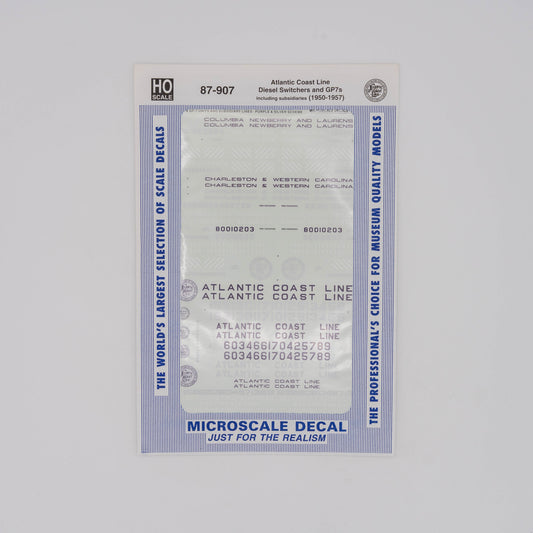 HO
SCALE
87-907
Atlantic Coast Line
Diesel Switchers and GP7s
including subsidiaries (1950-1957)
THE WORLD'S LARGEST SELECTION OF SCALE DECALS
THE PROFESSIONAL'S CHOICE FOR MUSEUM QUALITY MODELS
COLUMBIA NEWBERRY AND LAURENS
COLUMBIA NEWBERRY AND LAURENS
CHARLESTON & WESTERN CAROLINA
CHARLESTON & WESTERN CAROLINA
80010203 80010203
ATLANTIC COAST LINE
ATLANTIC COAST LINE
ATLANTIC COAST LINE
ATLANTIC COAST LINE
603466170425789
603466170425789
ATLANTIC COAST LINE
ATLANTIC COAST LINE
MICROSCALE DECAL
JUST FOR THE REALISM